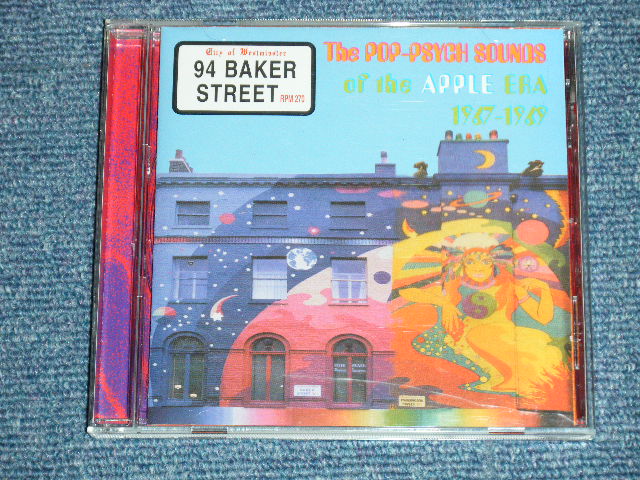 City of Westminster
94 BAKER
STREET RPM 270
The POP-PSYCH SOUNDS
of the APPLE ERA
1967-1969